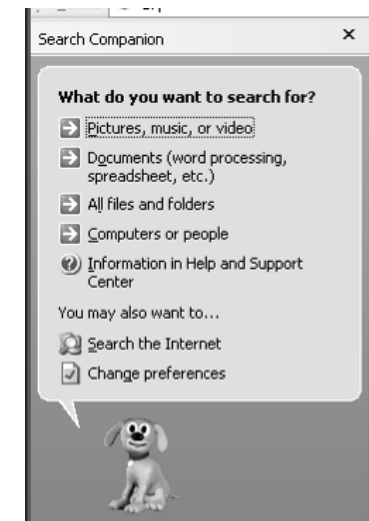 Search Companion
What do you want to search for?
Pictures, music, or video
Documents (word processing,
spreadsheet, etc.)
All files and folders
Computers or people
Information in Help and Support
Center
You may also want to...
Search the Internet
Change preferences